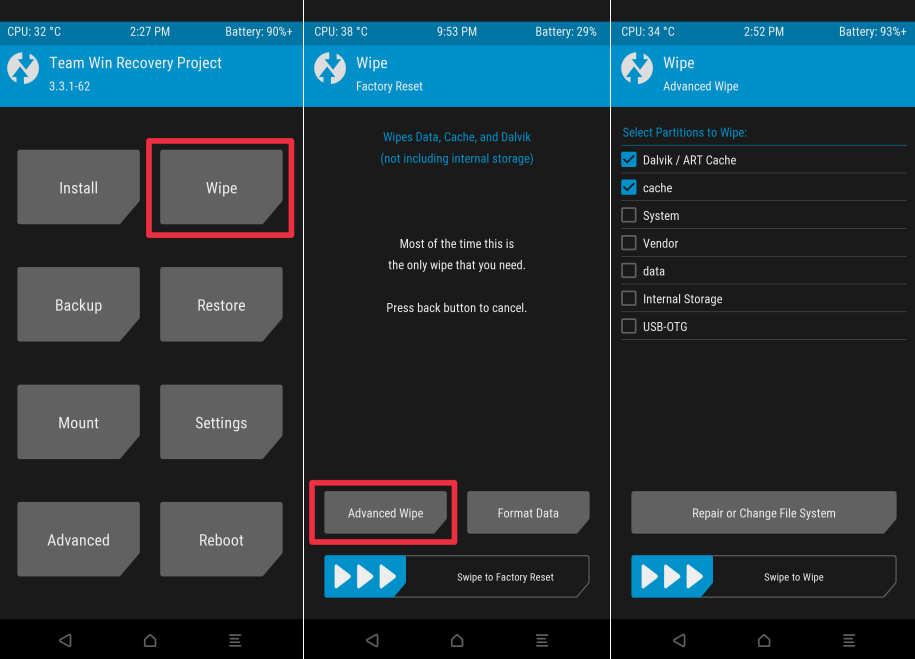 CPU: 32 °C 2:27 PM Battery: 90%+
Team Win Recovery Project
3.3.1-62
Install Wipe
Backup Restore
Mount Settings
Advanced Reboot
CPU: 38 °C 9:53 PM Battery: 29%
Wipe
Factory Reset
Wipes Data, Cache, and Dalvik
(not including internal storage)
Most of the time this is
the only wipe that you need.
Press back button to cancel.
Advanced Wipe Format Data
Swipe to Factory Reset
CPU: 34 °C 2:52 PM Battery: 93%+
Wipe
Advanced Wipe
Select Partitions to Wipe:
Dalvik / ART Cache
cache
System
Vendor
data
Internal Storage
USB-OTG
Repair or Change File System
Swipe to Wipe